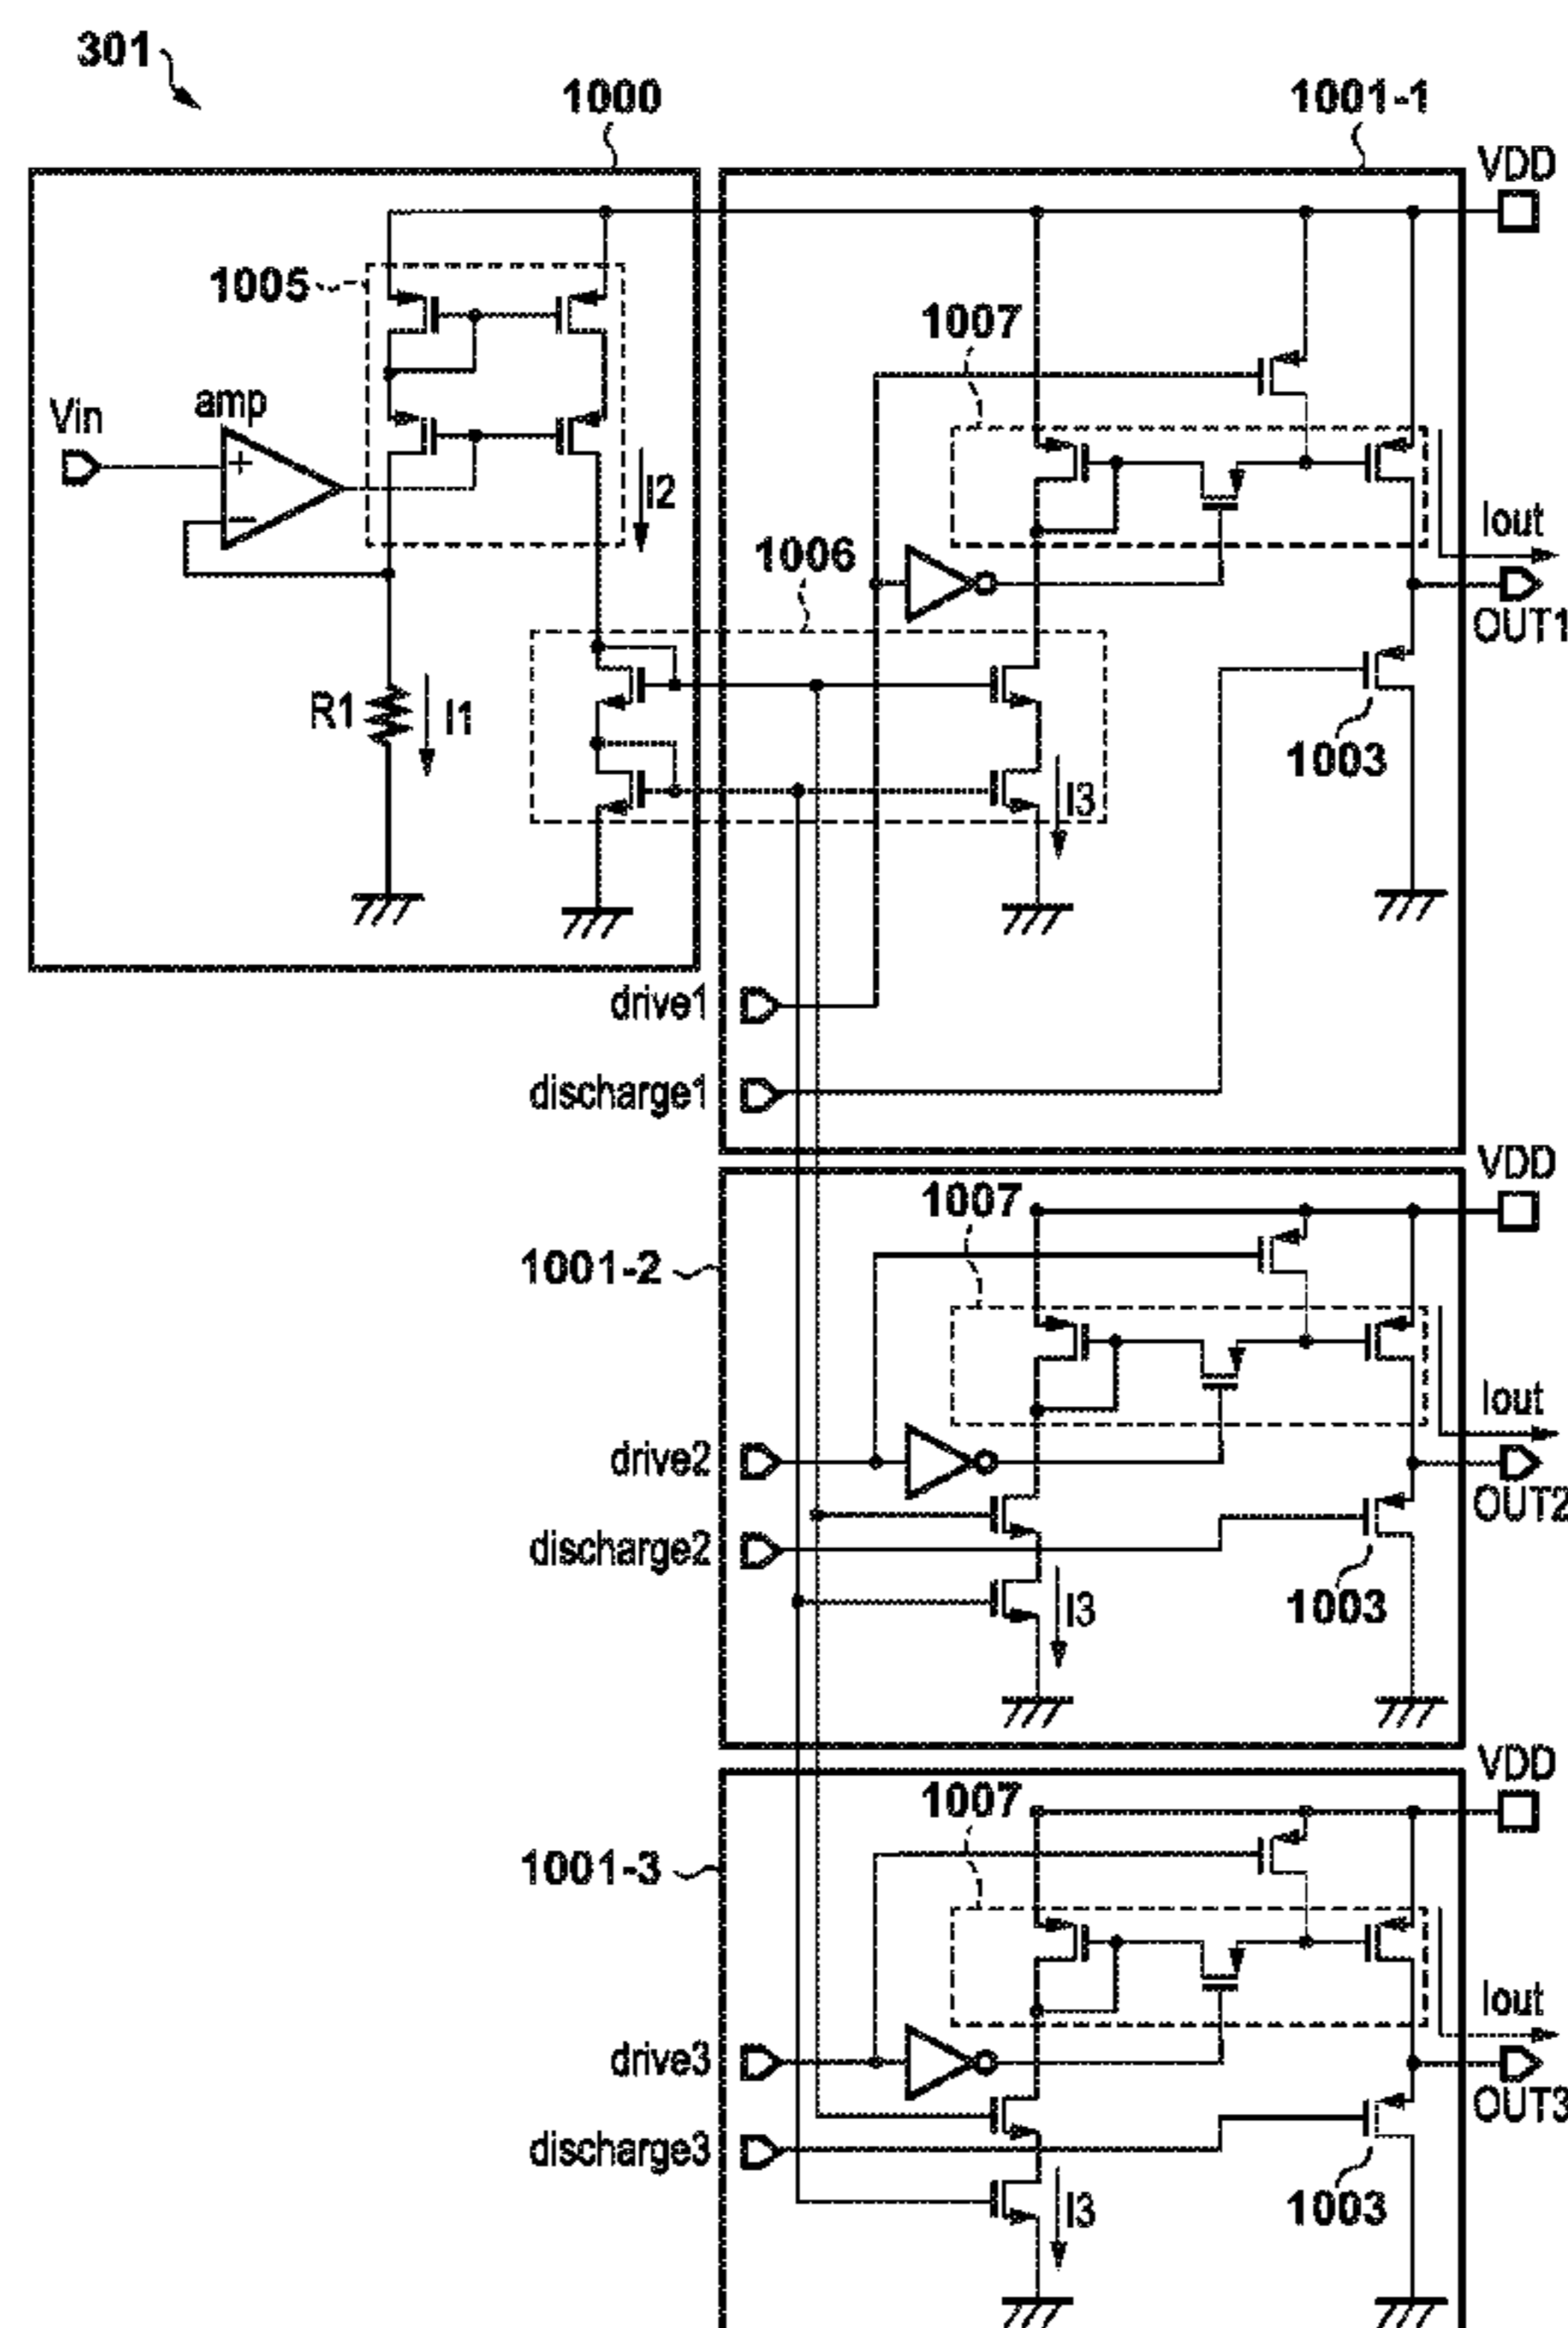 301
1000
1001-1
VDD
1005
1007
Vin
amp
+
−
I2
Iout
1006
OUT1
R1
I1
1003
I3
drive1
discharge1
VDD
1007
1001-2
Iout
drive2
OUT2
discharge2
I3
1003
VDD
1007
1001-3
Iout
drive3
OUT3
discharge3
I3
1003